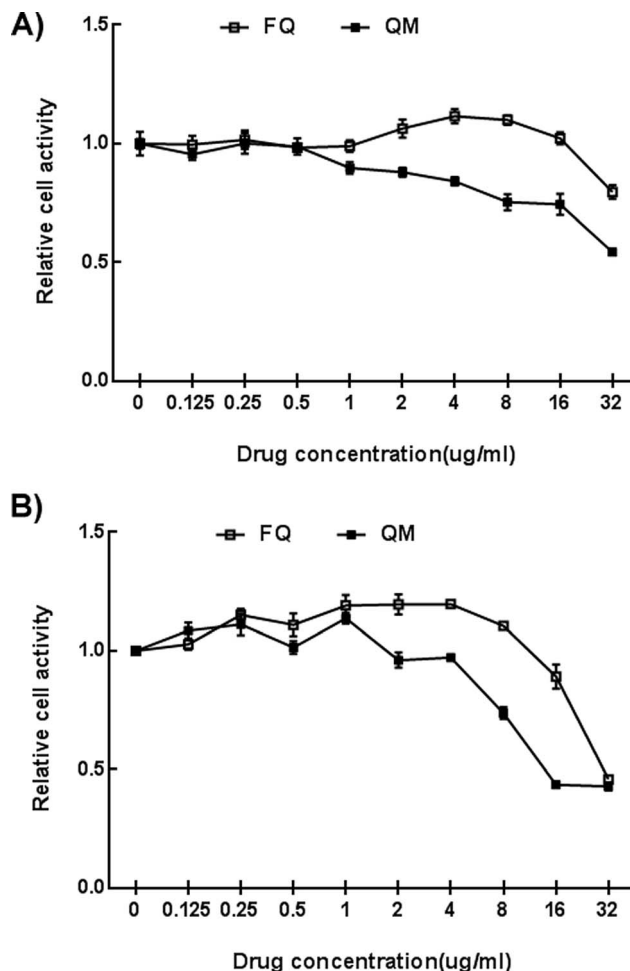 A)
1.5
FQ QM
1.0
Relative cell activity
0.5
0.0
0 0.125 0.25 0.5 1 2 4 8 16 32
Drug concentration(ug/ml)
B)
1.5
FQ QM
1.0
Relative cell activity
0.5
0.0
0 0.125 0.25 0.5 1 2 4 8 16 32
Drug concentration(ug/ml)